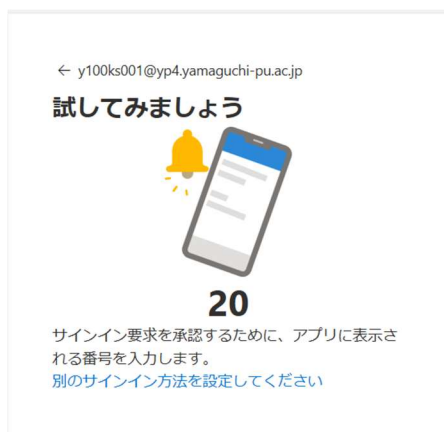 ← y100ks001@yp4.yamaguchi-pu.ac.jp
試してみましょう
20
サインイン要求を承認するために、アプリに表示さ
れる番号を入力します。
別のサインイン方法を設定してください